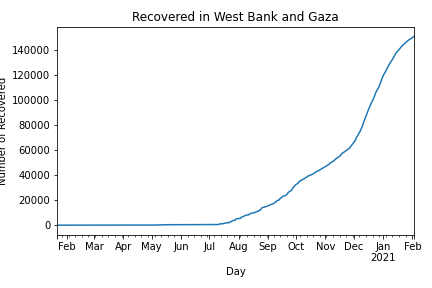 Recovered in West Bank and Gaza
Number of Recovered
140000
120000
100000
80000
60000
40000
20000
0
Feb Mar Apr May Jun Jul Aug Sep Oct Nov Dec Jan Feb
2021
Day